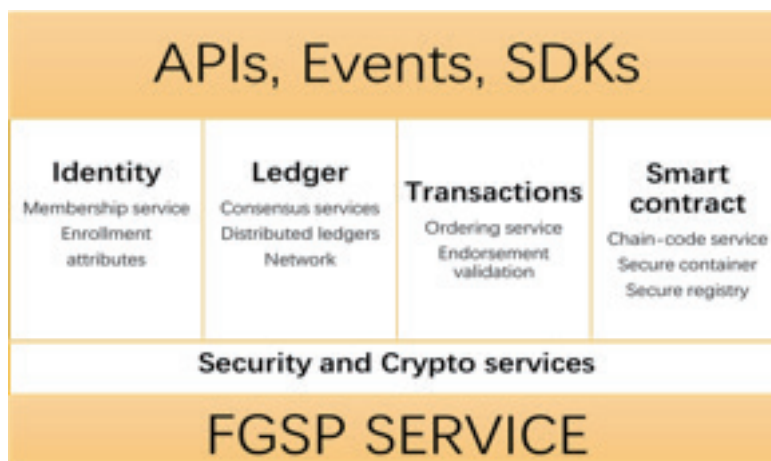 APIs, Events, SDKs
Identity
Membership service
Enrollment
attributes
Ledger
Consensus services
Distributed ledgers
Network
Transactions
Ordering service
Endorsement
validation
Smart
contract
Chain-code service
Secure container
Secure registry
Security and Crypto services
FGSP SERVICE